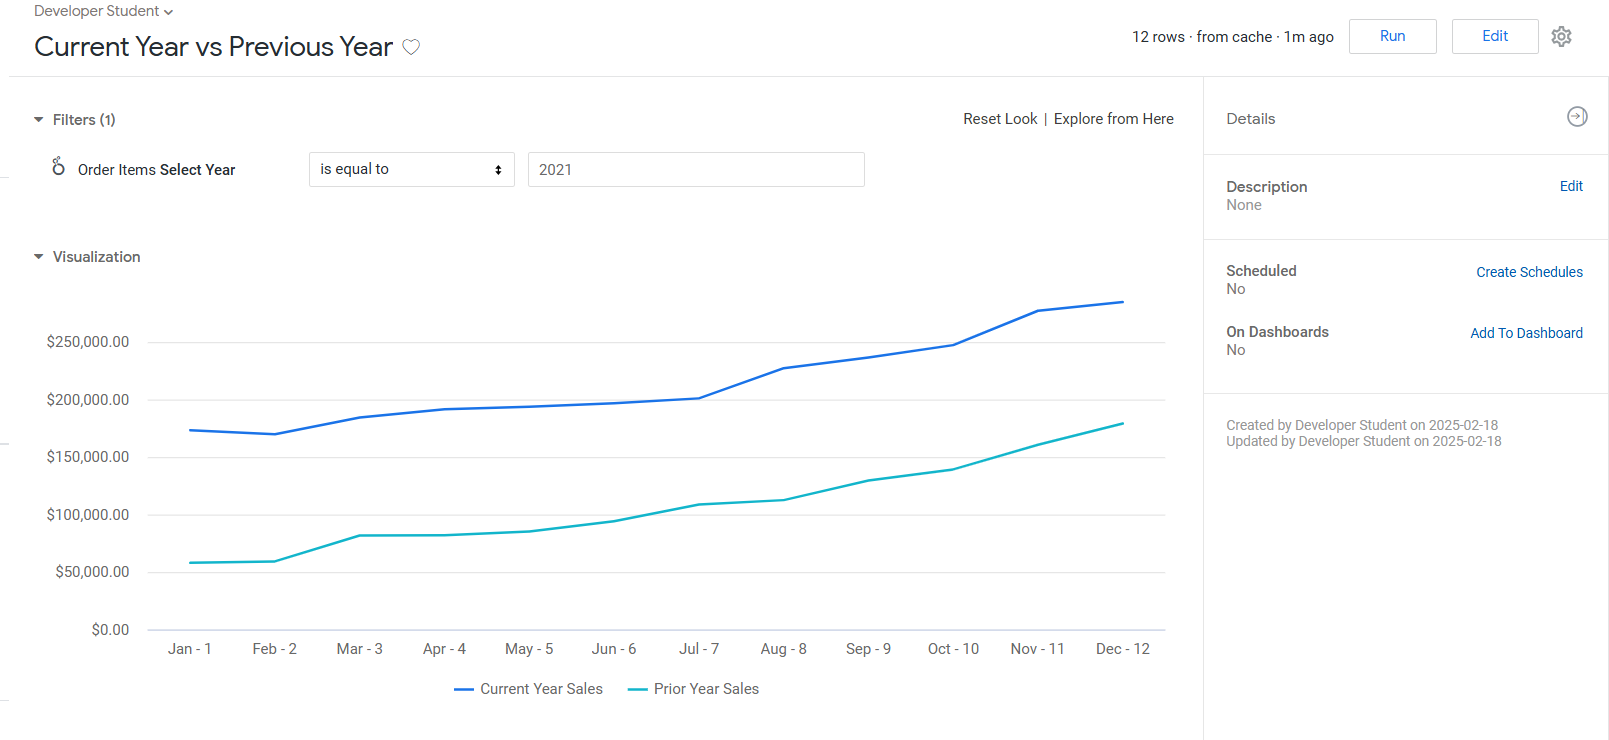 Developer Student
Current Year vs Previous Year
12 rows · from cache · 1m ago
Run
Edit
Filters (1)
Reset Look | Explore from Here
Order Items Select Year
is equal to
2021
Visualization
$250,000.00
$200,000.00
$150,000.00
$100,000.00
$50,000.00
$0.00
Jan - 1 Feb - 2 Mar - 3 Apr - 4 May - 5 Jun - 6 Jul - 7 Aug - 8 Sep - 9 Oct - 10 Nov - 11 Dec - 12
Current Year Sales Prior Year Sales
Details
Description
Edit
None
Scheduled
Create Schedules
No
On Dashboards
Add To Dashboard
No
Created by Developer Student on 2025-02-18
Updated by Developer Student on 2025-02-18